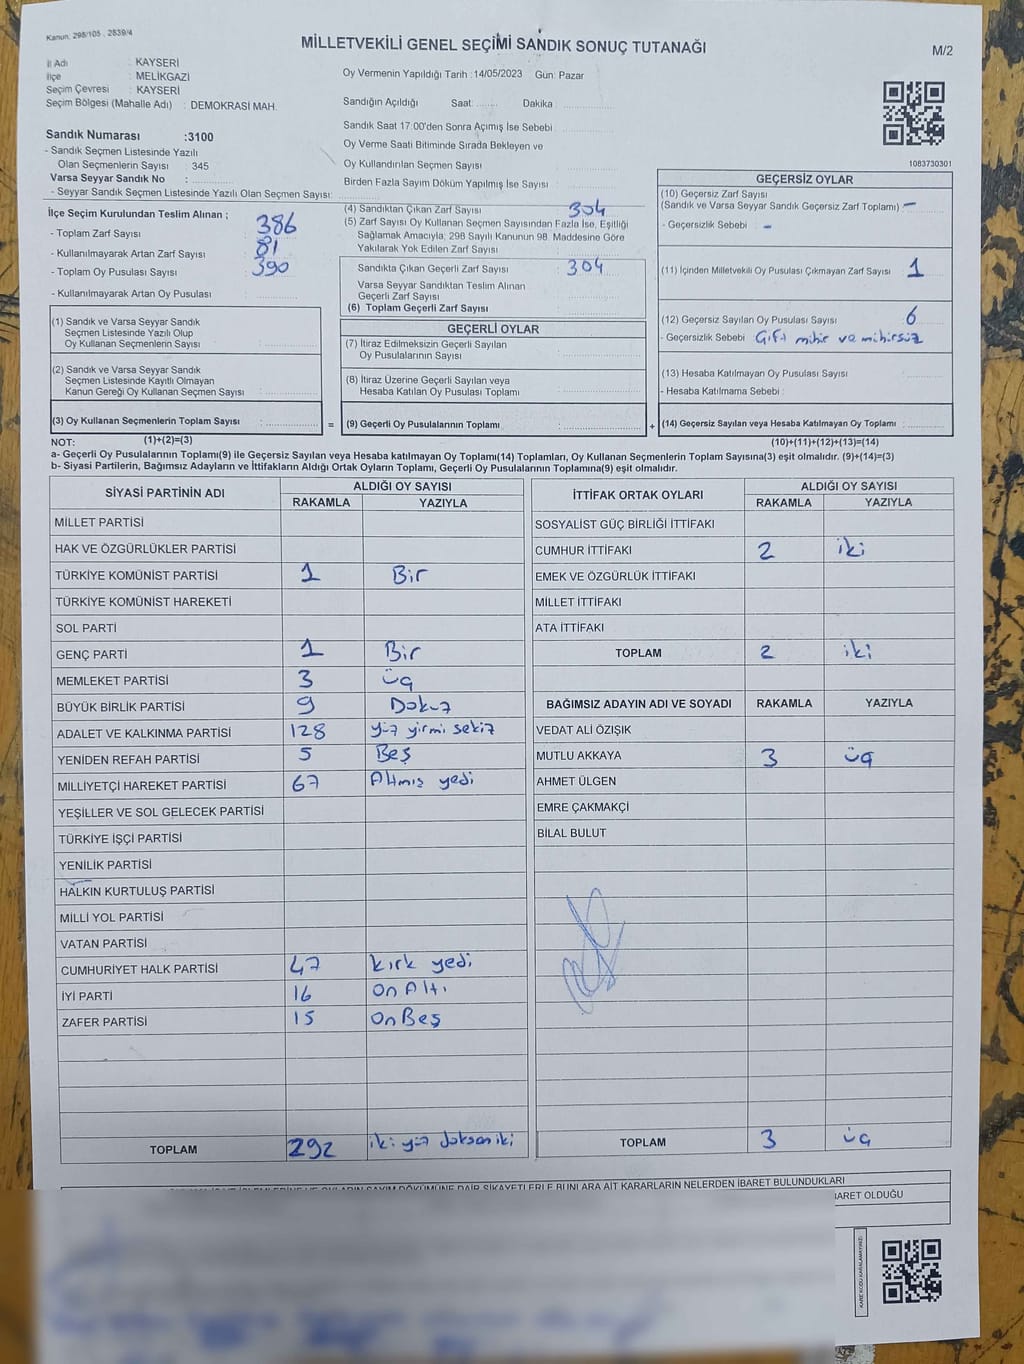 Kanun. 298/105 . 2839/4
MİLLETVEKİLİ GENEL SEÇİMİ SANDIK SONUÇ TUTANAĞI
M/2
İl Adı : KAYSERİ
İlçe : MELİKGAZİ
Seçim Çevresi : KAYSERİ
Seçim Bölgesi (Mahalle Adı) : DEMOKRASİ MAH.
Oy Vermenin Yapıldığı Tarih :14/05/2023 Gün: Pazar
Sandığın Açıldığı Saat:........ Dakika :
Sandık Saat 17:00'den Sonra Açımış İse Sebebi :
Oy Verme Saati Bitiminde Sırada Bekleyen ve
Oy Kullandırılan Seçmen Sayısı :
Birden Fazla Sayım Döküm Yapılmış İse Sayısı :
Sandık Numarası :3100
- Sandık Seçmen Listesinde Yazılı
Olan Seçmenlerin Sayısı : 345
Varsa Seyyar Sandık No :
- Seyyar Sandık Seçmen Listesinde Yazılı Olan Seçmen Sayısı:
1083730301
İlçe Seçim Kurulundan Teslim Alınan ;
- Toplam Zarf Sayısı : 386
- Kullanılmayarak Artan Zarf Sayısı : 81
- Toplam Oy Pusulası Sayısı : 390
- Kullanılmayarak Artan Oy Pusulası :
(4) Sandıktan Çıkan Zarf Sayısı : 304
(5) Zarf Sayısı Oy Kullanan Seçmen Sayısından Fazla İse, Eşitliği
Sağlamak Amacıyla; 298 Sayılı Kanunun 98. Maddesine Göre
Yakılarak Yok Edilen Zarf Sayısı :
Sandıkta Çıkan Geçerli Zarf Sayısı : 304
Varsa Seyyar Sandıktan Teslim Alınan
Geçerli Zarf Sayısı :
(6) Toplam Geçerli Zarf Sayısı :
GEÇERSİZ OYLAR
(10) Geçersiz Zarf Sayısı
(Sandık ve Varsa Seyyar Sandık Geçersiz Zarf Toplamı) : -
- Geçersizlik Sebebi : -
(11) İçinden Milletvekili Oy Pusulası Çıkmayan Zarf Sayısı : 1
(12) Geçersiz Sayılan Oy Pusulası Sayısı : 6
- Geçersizlik Sebebi : Çift mühür ve mühürsüz
(13) Hesaba Katılmayan Oy Pusulası Sayısı :
- Hesaba Katılmama Sebebi :
(1) Sandık ve Varsa Seyyar Sandık
Seçmen Listesinde Yazılı Olup
Oy Kullanan Seçmenlerin Sayısı :
(2) Sandık ve Varsa Seyyar Sandık
Seçmen Listesinde Kayıtlı Olmayan
Kanun Gereği Oy Kullanan Seçmen Sayısı :
GEÇERLİ OYLAR
(7) İtiraz Edilmeksizin Geçerli Sayılan
Oy Pusulalarının Sayısı :
(8) İtiraz Üzerine Geçerli Sayılan veya
Hesaba Katılan Oy Pusulası Toplamı :
(3) Oy Kullanan Seçmenlerin Toplam Sayısı : = (9) Geçerli Oy Pusulalarının Toplamı : + (14) Geçersiz Sayılan veya Hesaba Katılmayan Oy Toplamı :
NOT: (1)+(2)=(3) (10)+(11)+(12)+(13)=(14)
a- Geçerli Oy Pusulalarının Toplamı(9) ile Geçersiz Sayılan veya Hesaba katılmayan Oy Toplamı(14) Toplamları, Oy Kullanan Seçmenlerin Toplam Sayısına(3) eşit olmalıdır. (9)+(14)=(3)
b- Siyasi Partilerin, Bağımsız Adayların ve İttifakların Aldığı Ortak Oyların Toplamı, Geçerli Oy Pusulalarının Toplamına(9) eşit olmalıdır.
SİYASİ PARTİNİN ADI ALDIĞI OY SAYISI
RAKAMLA YAZIYLA
MİLLET PARTİSİ
HAK VE ÖZGÜRLÜKLER PARTİSİ
TÜRKİYE KOMÜNİST PARTİSİ 1 Bir
TÜRKİYE KOMÜNİST HAREKETİ
SOL PARTİ
GENÇ PARTİ 1 Bir
MEMLEKET PARTİSİ 3 üç
BÜYÜK BİRLİK PARTİSİ 9 Dokuz
ADALET VE KALKINMA PARTİSİ 128 yüz yirmi sekiz
YENİDEN REFAH PARTİSİ 5 Beş
MİLLİYETÇİ HAREKET PARTİSİ 67 Altmış yedi
YEŞİLLER VE SOL GELECEK PARTİSİ
TÜRKİYE İŞÇİ PARTİSİ
YENİLİK PARTİSİ
HALKIN KURTULUŞ PARTİSİ
MİLLİ YOL PARTİSİ
VATAN PARTİSİ
CUMHURİYET HALK PARTİSİ 47 kırk yedi
İYİ PARTİ 16 On Altı
ZAFER PARTİSİ 15 On Beş
TOPLAM 292 iki yüz doksan iki
İTTİFAK ORTAK OYLARI ALDIĞI OY SAYISI
RAKAMLA YAZIYLA
SOSYALİST GÜÇ BİRLİĞİ İTTİFAKI
CUMHUR İTTİFAKI 2 iki
EMEK VE ÖZGÜRLÜK İTTİFAKI
MİLLET İTTİFAKI
ATA İTTİFAKI
TOPLAM 2 iki
BAĞIMSIZ ADAYIN ADI VE SOYADI RAKAMLA YAZIYLA
VEDAT ALİ ÖZIŞIK
MUTLU AKKAYA 3 üç
AHMET ÜLGEN
EMRE ÇAKMAKÇİ
BİLAL BULUT
TOPLAM 3 üç
DÖKÜMÜNE DAİR ŞİKAYETLERLE BUNLARA AİT KARARLARIN NELERDEN İBARET BULUNDUKLARI
BARET OLDUĞU